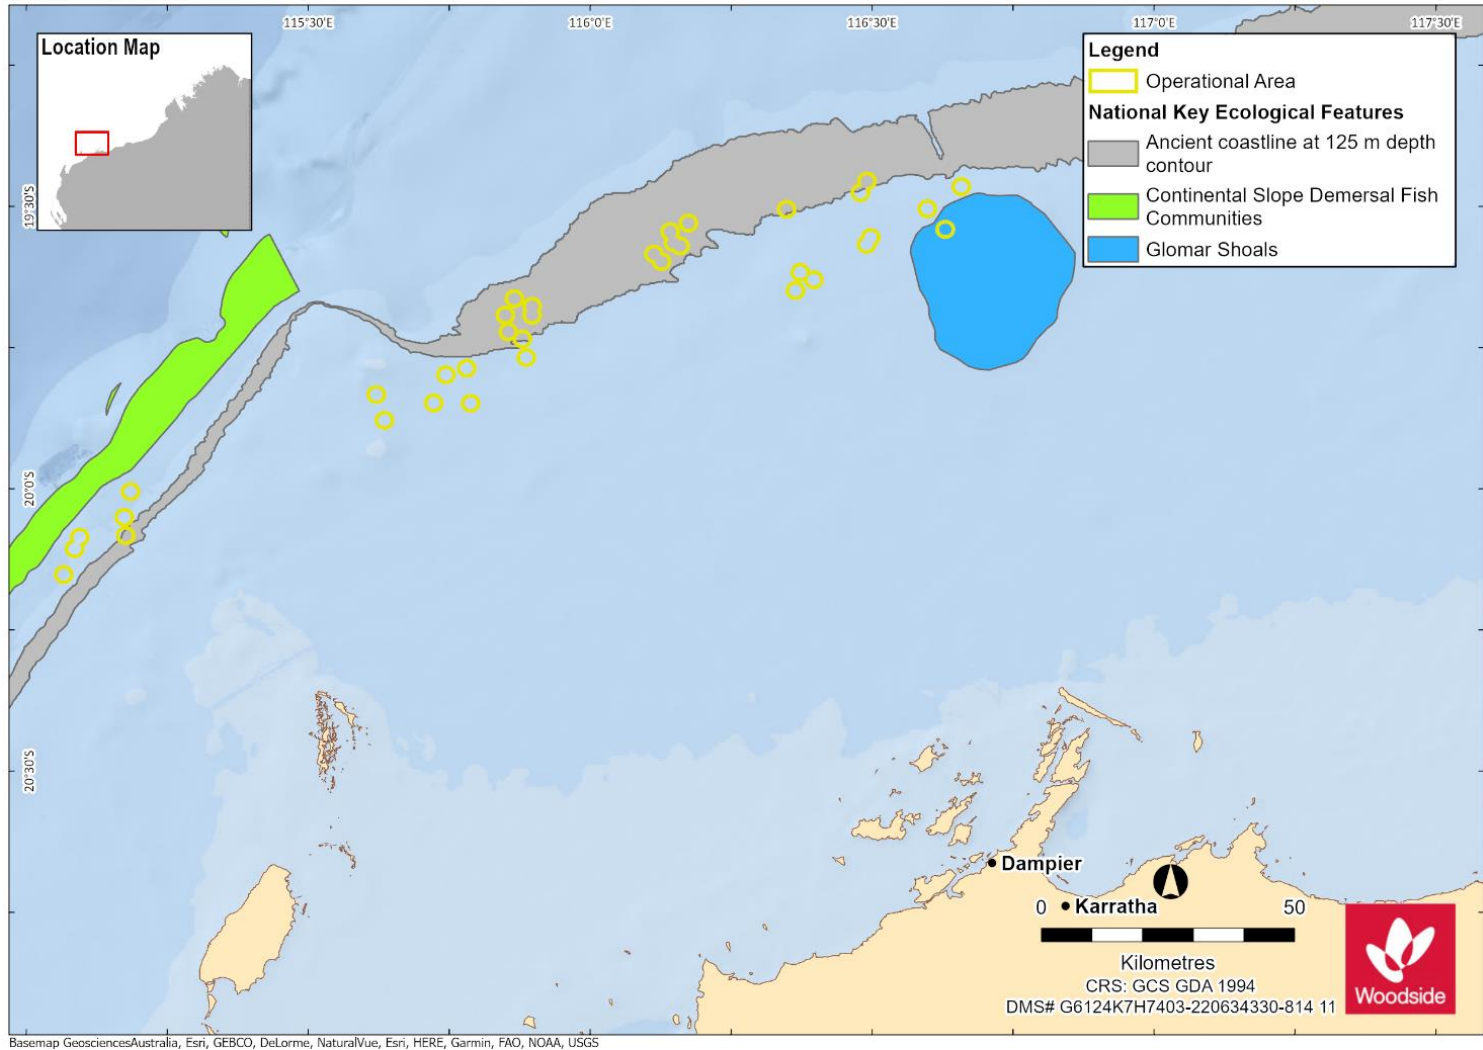 115°30'E
116°0'E
116°30'E
117°0'E
117°30'E
Location Map
Legend
Operational Area
National Key Ecological Features
Ancient coastline at 125 m depth
contour
Continental Slope Demersal Fish
Communities
Glomar Shoals
19°30'S
20°0'S
20°30'S
Dampier
Karratha
0 50
Kilometres
CRS: GCS GDA 1994
DMS# G6124K7H7403-220634330-814 11
Woodside
Basemap GeosciencesAustralia, Esri, GEBCO, DeLorme, NaturalVue, Esri, HERE, Garmin, FAO, NOAA, USGS